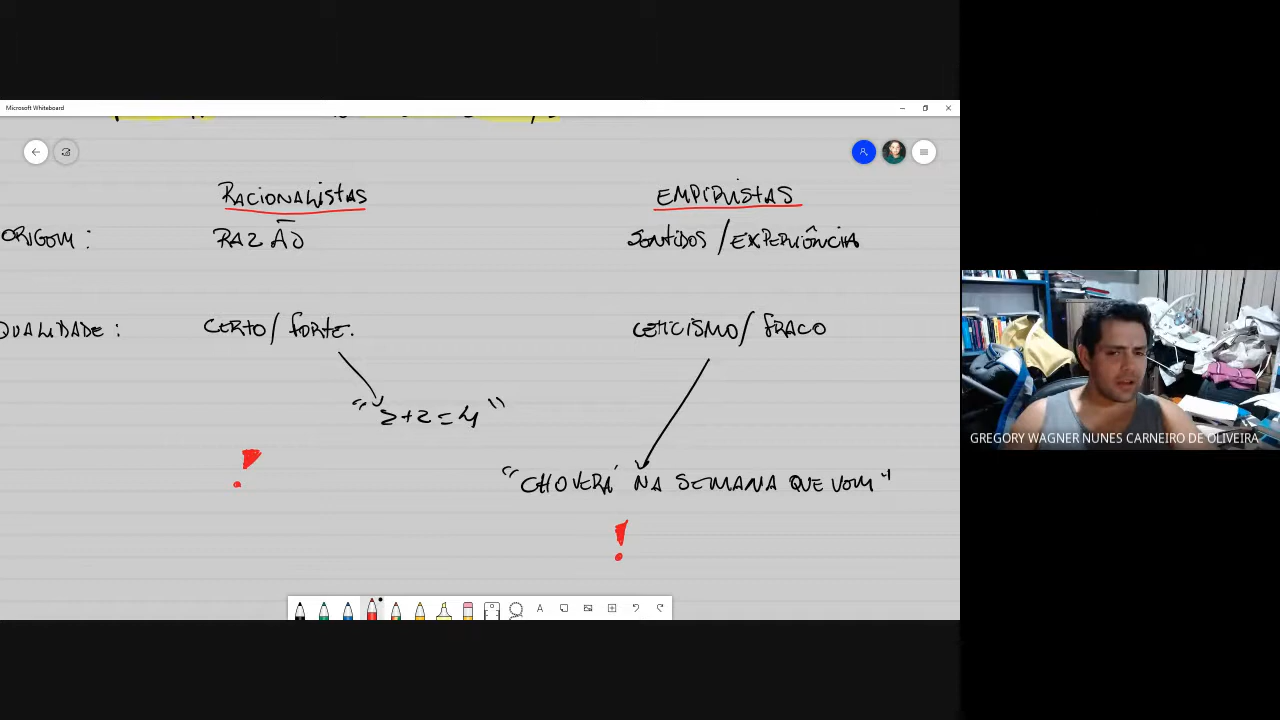 Microsoft Whiteboard
RACIONALISTAS EMPIRISTAS
ORIGEM: RAZÃO SENTIDOS / EXPERIÊNCIA
QUALIDADE: CERTO / FORTE. CETICISMO / FRACO
"2+2=4"
"CHOVERÁ NA SEMANA QUE VEM"
!
!
A
GREGORY WAGNER NUNES CARNEIRO DE OLIVEIRA